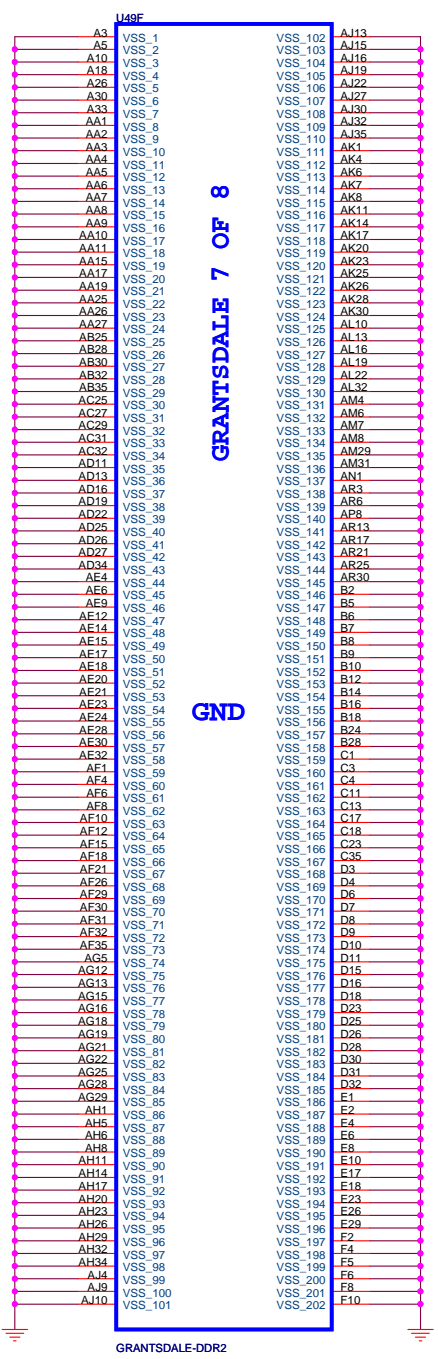 U49F
A3 VSS_1 VSS_102 AJ13
A5 VSS_2 VSS_103 AJ15
A10 VSS_3 VSS_104 AJ16
A18 VSS_4 VSS_105 AJ19
A26 VSS_5 VSS_106 AJ22
A30 VSS_6 VSS_107 AJ27
A33 VSS_7 VSS_108 AJ30
AA1 VSS_8 VSS_109 AJ32
AA2 VSS_9 VSS_110 AJ35
AA3 VSS_10 VSS_111 AK1
AA4 VSS_11 VSS_112 AK4
AA5 VSS_12 VSS_113 AK6
AA6 VSS_13 VSS_114 AK7
AA7 VSS_14 VSS_115 AK8
AA8 VSS_15 VSS_116 AK11
AA9 VSS_16 VSS_117 AK14
AA10 VSS_17 VSS_118 AK17
AA11 VSS_18 VSS_119 AK20
AA15 VSS_19 VSS_120 AK23
AA17 VSS_20 VSS_121 AK25
AA19 VSS_21 VSS_122 AK26
AA25 VSS_22 VSS_123 AK28
AA26 VSS_23 VSS_124 AK30
AA27 VSS_24 VSS_125 AL10
AB25 VSS_25 VSS_126 AL13
AB28 VSS_26 VSS_127 AL16
AB30 VSS_27 VSS_128 AL19
AB32 VSS_28 VSS_129 AL22
AB35 VSS_29 VSS_130 AL32
AC25 VSS_30 VSS_131 AM4
AC27 VSS_31 VSS_132 AM6
AC29 VSS_32 VSS_133 AM7
AC31 VSS_33 VSS_134 AM8
AC32 VSS_34 VSS_135 AM29
AD11 VSS_35 VSS_136 AM31
AD13 VSS_36 VSS_137 AN1
AD16 VSS_37 VSS_138 AR3
AD19 VSS_38 VSS_139 AR6
AD22 VSS_39 VSS_140 AP8
AD25 VSS_40 VSS_141 AR13
AD26 VSS_41 VSS_142 AR17
AD27 VSS_42 VSS_143 AR21
AD34 VSS_43 VSS_144 AR25
AE4 VSS_44 VSS_145 AR30
AE6 VSS_45 VSS_146 B2
AE9 VSS_46 VSS_147 B5
AE12 VSS_47 VSS_148 B6
AE14 VSS_48 VSS_149 B7
AE15 VSS_49 VSS_150 B8
AE17 VSS_50 VSS_151 B9
AE18 VSS_51 VSS_152 B10
AE20 VSS_52 VSS_153 B12
AE21 VSS_53 VSS_154 B14
AE23 VSS_54 VSS_155 B16
AE24 VSS_55 VSS_156 B18
AE28 VSS_56 VSS_157 B24
AE30 VSS_57 VSS_158 B28
AE32 VSS_58 VSS_159 C1
AF1 VSS_59 VSS_160 C3
AF4 VSS_60 VSS_161 C4
AF6 VSS_61 VSS_162 C11
AF8 VSS_62 VSS_163 C13
AF10 VSS_63 VSS_164 C17
AF12 VSS_64 VSS_165 C18
AF15 VSS_65 VSS_166 C23
AF18 VSS_66 VSS_167 C35
AF21 VSS_67 VSS_168 D3
AF26 VSS_68 VSS_169 D4
AF29 VSS_69 VSS_170 D6
AF30 VSS_70 VSS_171 D7
AF31 VSS_71 VSS_172 D8
AF32 VSS_72 VSS_173 D9
AF35 VSS_73 VSS_174 D10
AG5 VSS_74 VSS_175 D11
AG12 VSS_75 VSS_176 D15
AG13 VSS_76 VSS_177 D16
AG15 VSS_77 VSS_178 D18
AG16 VSS_78 VSS_179 D23
AG18 VSS_79 VSS_180 D25
AG19 VSS_80 VSS_181 D26
AG21 VSS_81 VSS_182 D28
AG22 VSS_82 VSS_183 D30
AG25 VSS_83 VSS_184 D31
AG28 VSS_84 VSS_185 D32
AG29 VSS_85 VSS_186 E1
AH1 VSS_86 VSS_187 E2
AH5 VSS_87 VSS_188 E4
AH6 VSS_88 VSS_189 E6
AH8 VSS_89 VSS_190 E8
AH11 VSS_90 VSS_191 E10
AH14 VSS_91 VSS_192 E17
AH17 VSS_92 VSS_193 E18
AH20 VSS_93 VSS_194 E23
AH23 VSS_94 VSS_195 E26
AH26 VSS_95 VSS_196 E29
AH29 VSS_96 VSS_197 F2
AH32 VSS_97 VSS_198 F4
AH34 VSS_98 VSS_199 F5
AJ4 VSS_99 VSS_200 F6
AJ9 VSS_100 VSS_201 F8
AJ10 VSS_101 VSS_202 F10
GRANTSDALE 7 OF 8
GND
GRANTSDALE-DDR2